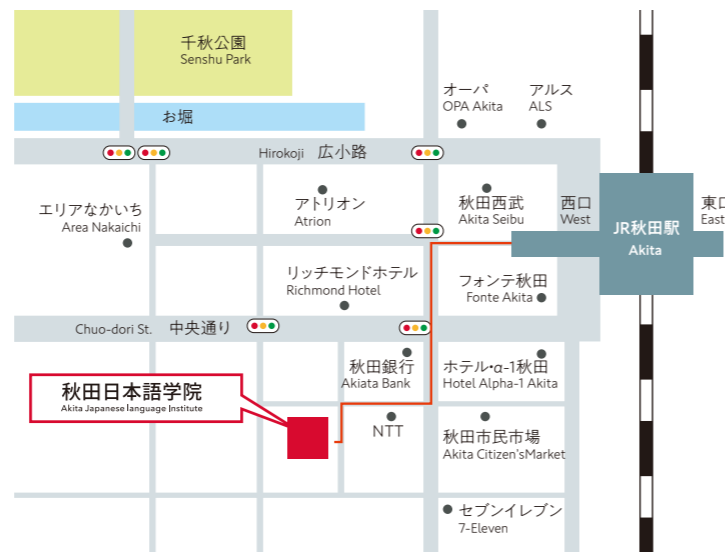 千秋公園
Senshu Park
お堀
オーパ
OPA Akita
アルス
ALS
Hirokoji 広小路
エリアなかいち
Area Nakaichi
アトリオン
Atrion
秋田西武
Akita Seibu
西口
West
JR秋田駅
Akita
東口
East
リッチモンドホテル
Richmond Hotel
フォンテ秋田
Fonte Akita
Chuo-dori St. 中央通り
秋田銀行
Akiata Bank
ホテル・α-1秋田
Hotel Alpha-1 Akita
秋田日本語学院
Akita Japanese language Institute
NTT
秋田市民市場
Akita Citizen'sMarket
セブンイレブン
7-Eleven